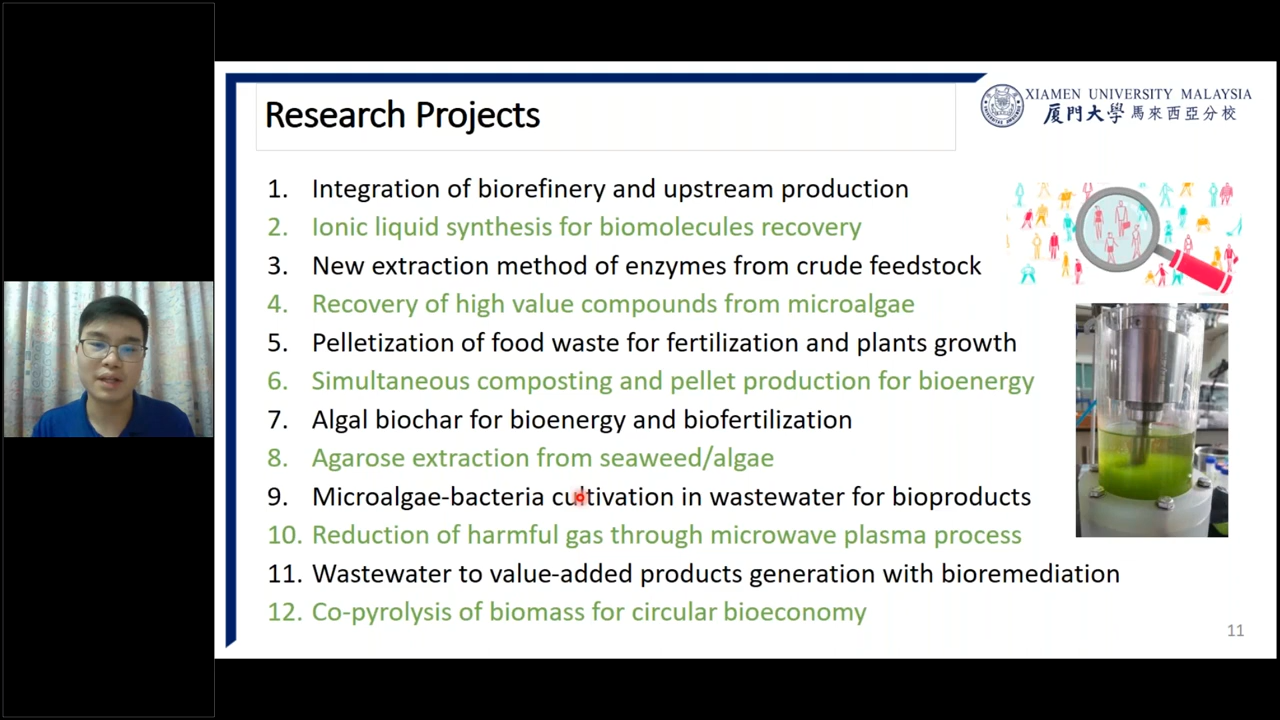 Research Projects
XIAMEN UNIVERSITY MALAYSIA
厦門大學 馬來西亞分校
1. Integration of biorefinery and upstream production
2. Ionic liquid synthesis for biomolecules recovery
3. New extraction method of enzymes from crude feedstock
4. Recovery of high value compounds from microalgae
5. Pelletization of food waste for fertilization and plants growth
6. Simultaneous composting and pellet production for bioenergy
7. Algal biochar for bioenergy and biofertilization
8. Agarose extraction from seaweed/algae
9. Microalgae-bacteria cultivation in wastewater for bioproducts
10. Reduction of harmful gas through microwave plasma process
11. Wastewater to value-added products generation with bioremediation
12. Co-pyrolysis of biomass for circular bioeconomy
11